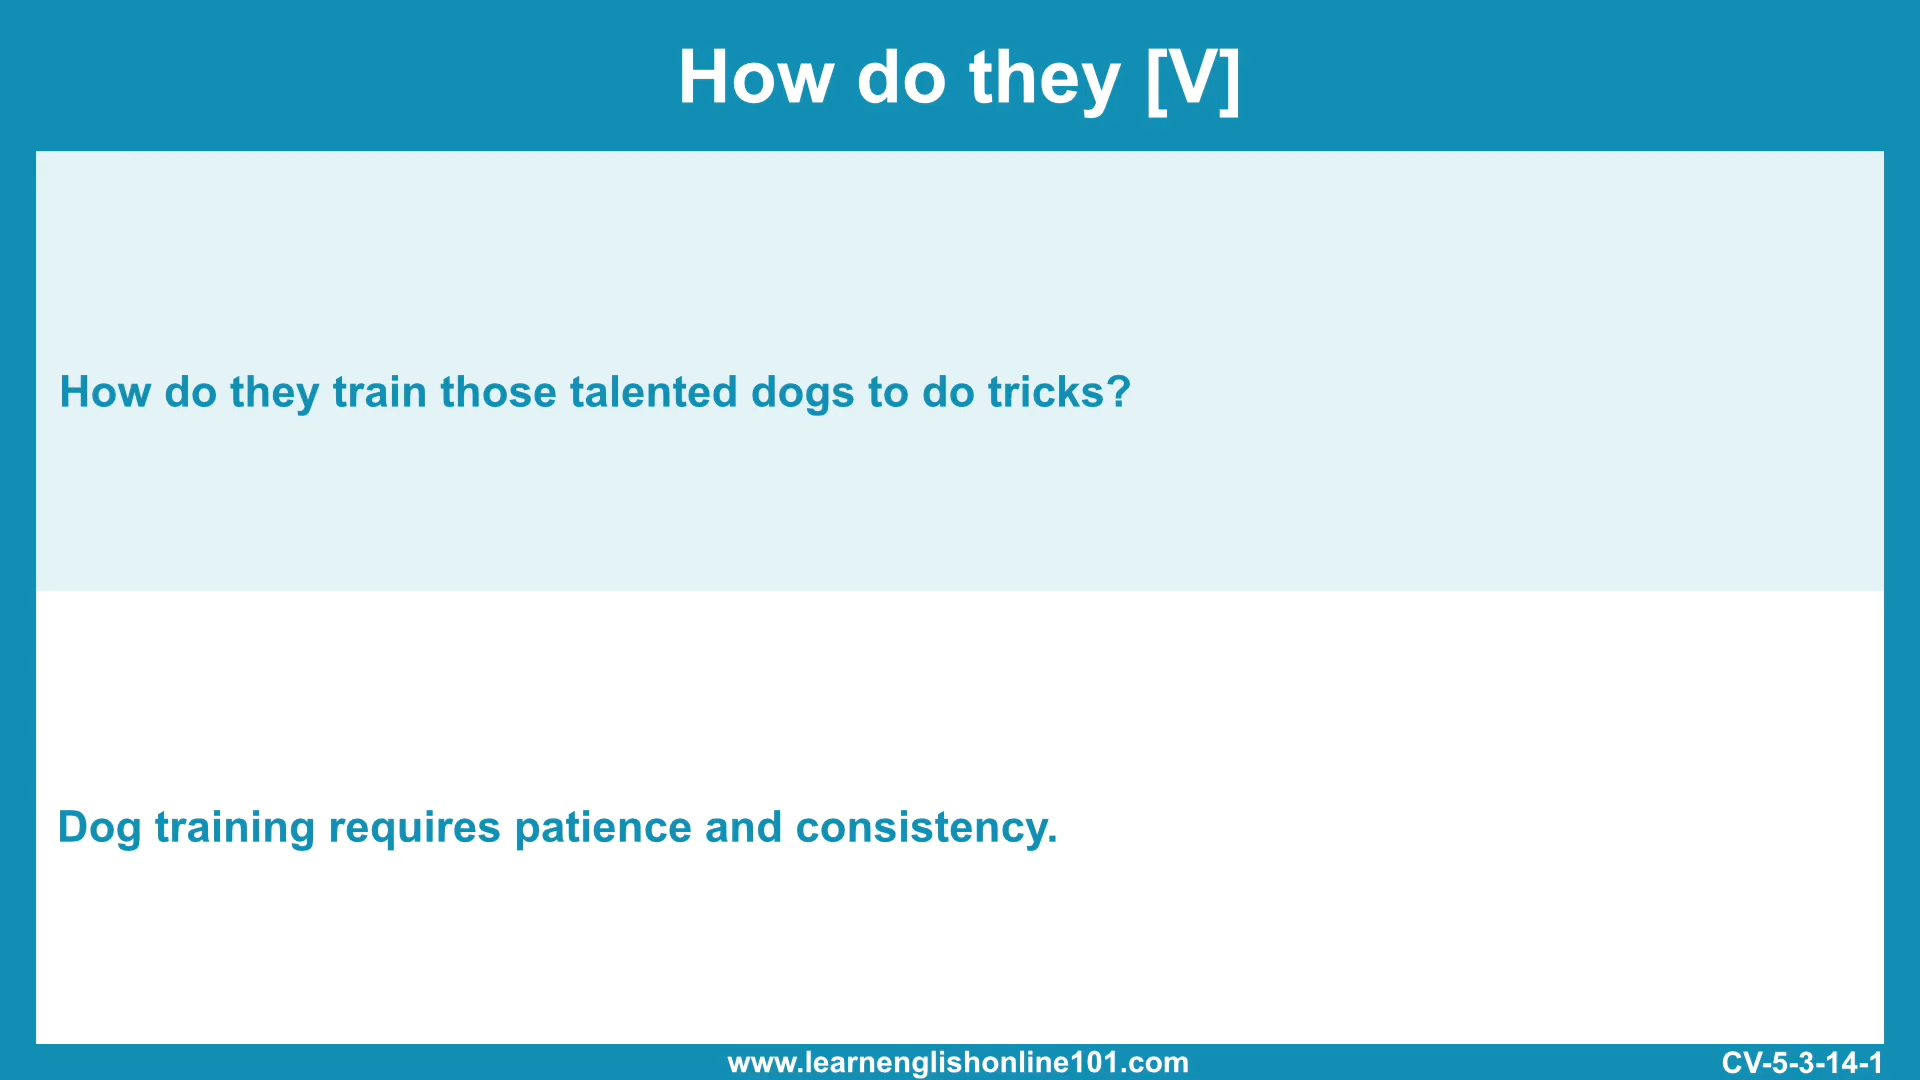 How do they [V]
How do they train those talented dogs to do tricks?
Dog training requires patience and consistency.
www.learnenglishonline101.com
CV-5-3-14-1